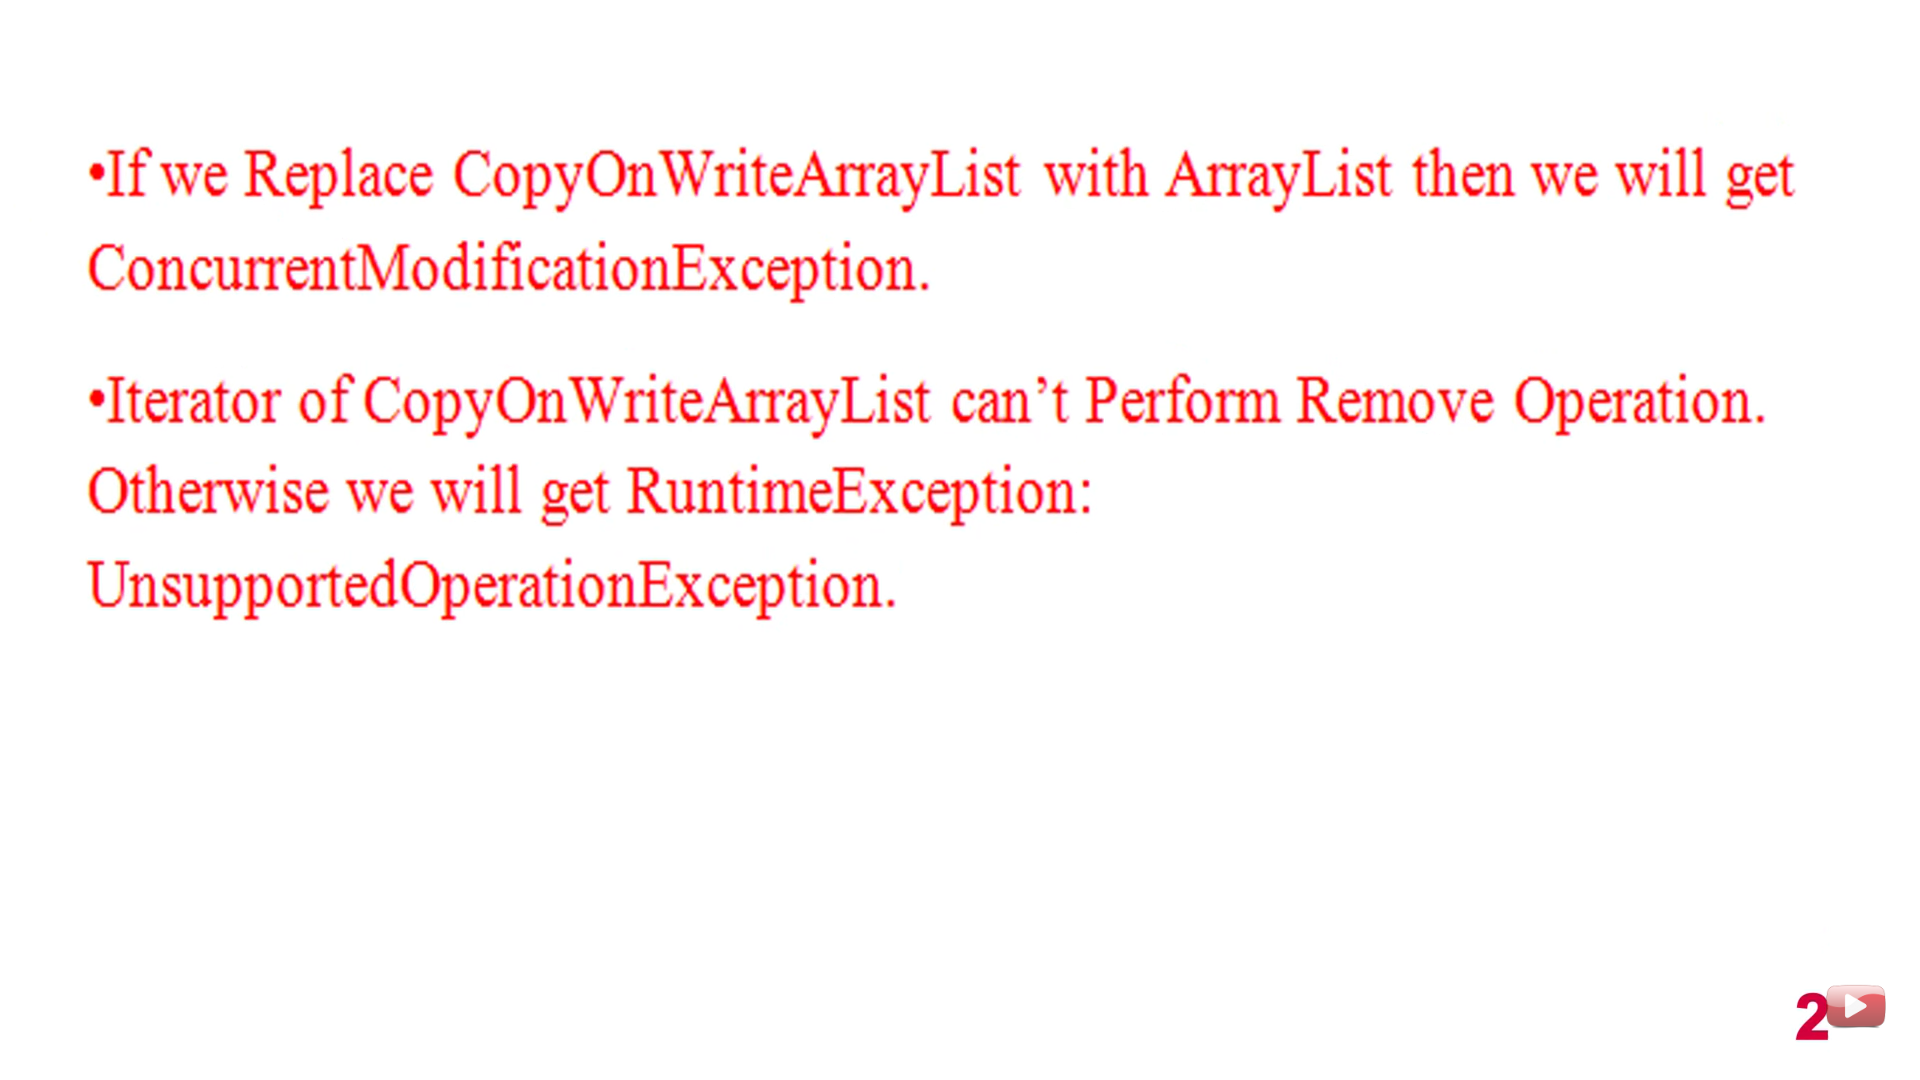 •If we Replace CopyOnWriteArrayList with ArrayList then we will get
ConcurrentModificationException.
•Iterator of CopyOnWriteArrayList can’t Perform Remove Operation.
Otherwise we will get RuntimeException:
UnsupportedOperationException.
2